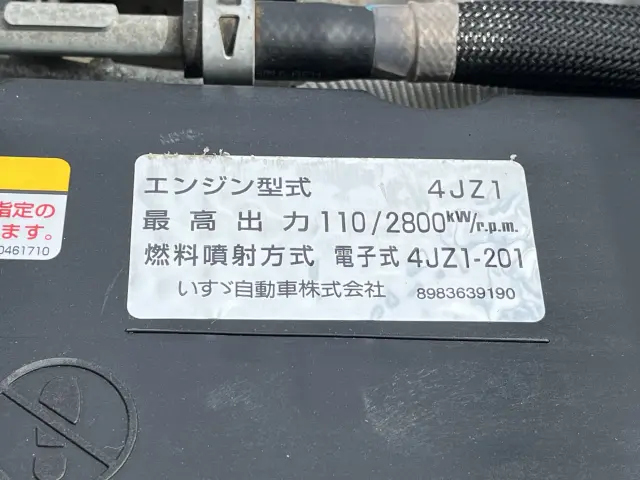 エンジン型式 4JZ1
最高出力 110/2800kW/r.p.m.
燃料噴射方式 電子式 4JZ1-201
いすゞ自動車株式会社 8983639190
指定の
ます。
0461710